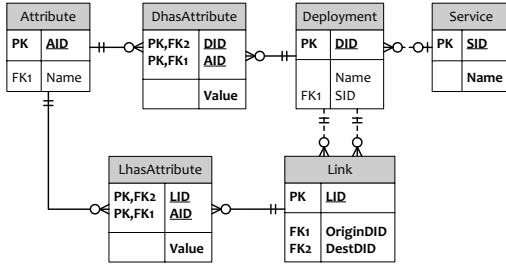 Attribute
PK AID
FK1 Name
DhasAttribute
PK,FK2 DID
PK,FK1 AID
Value
Deployment
PK DID
Name
FK1 SID
Service
PK SID
Name
LhasAttribute
PK,FK2 LID
PK,FK1 AID
Value
Link
PK LID
FK1 OriginDID
FK2 DestDID